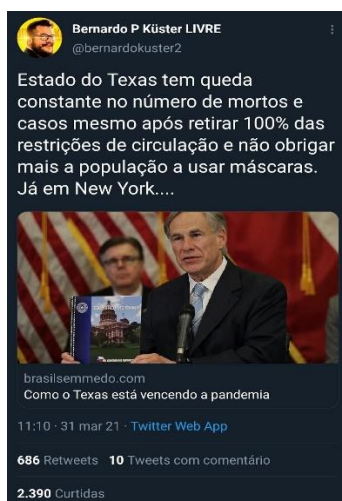 Bernardo P Küster LIVRE
@bernardokuster2
Estado do Texas tem queda
constante no número de mortos e
casos mesmo após retirar 100% das
restrições de circulação e não obrigar
mais a população a usar máscaras.
Já em New York....
brasilsemmedo.com
Como o Texas está vencendo a pandemia
11:10 · 31 mar 21 · Twitter Web App
686 Retweets 10 Tweets com comentário
2.390 Curtidas